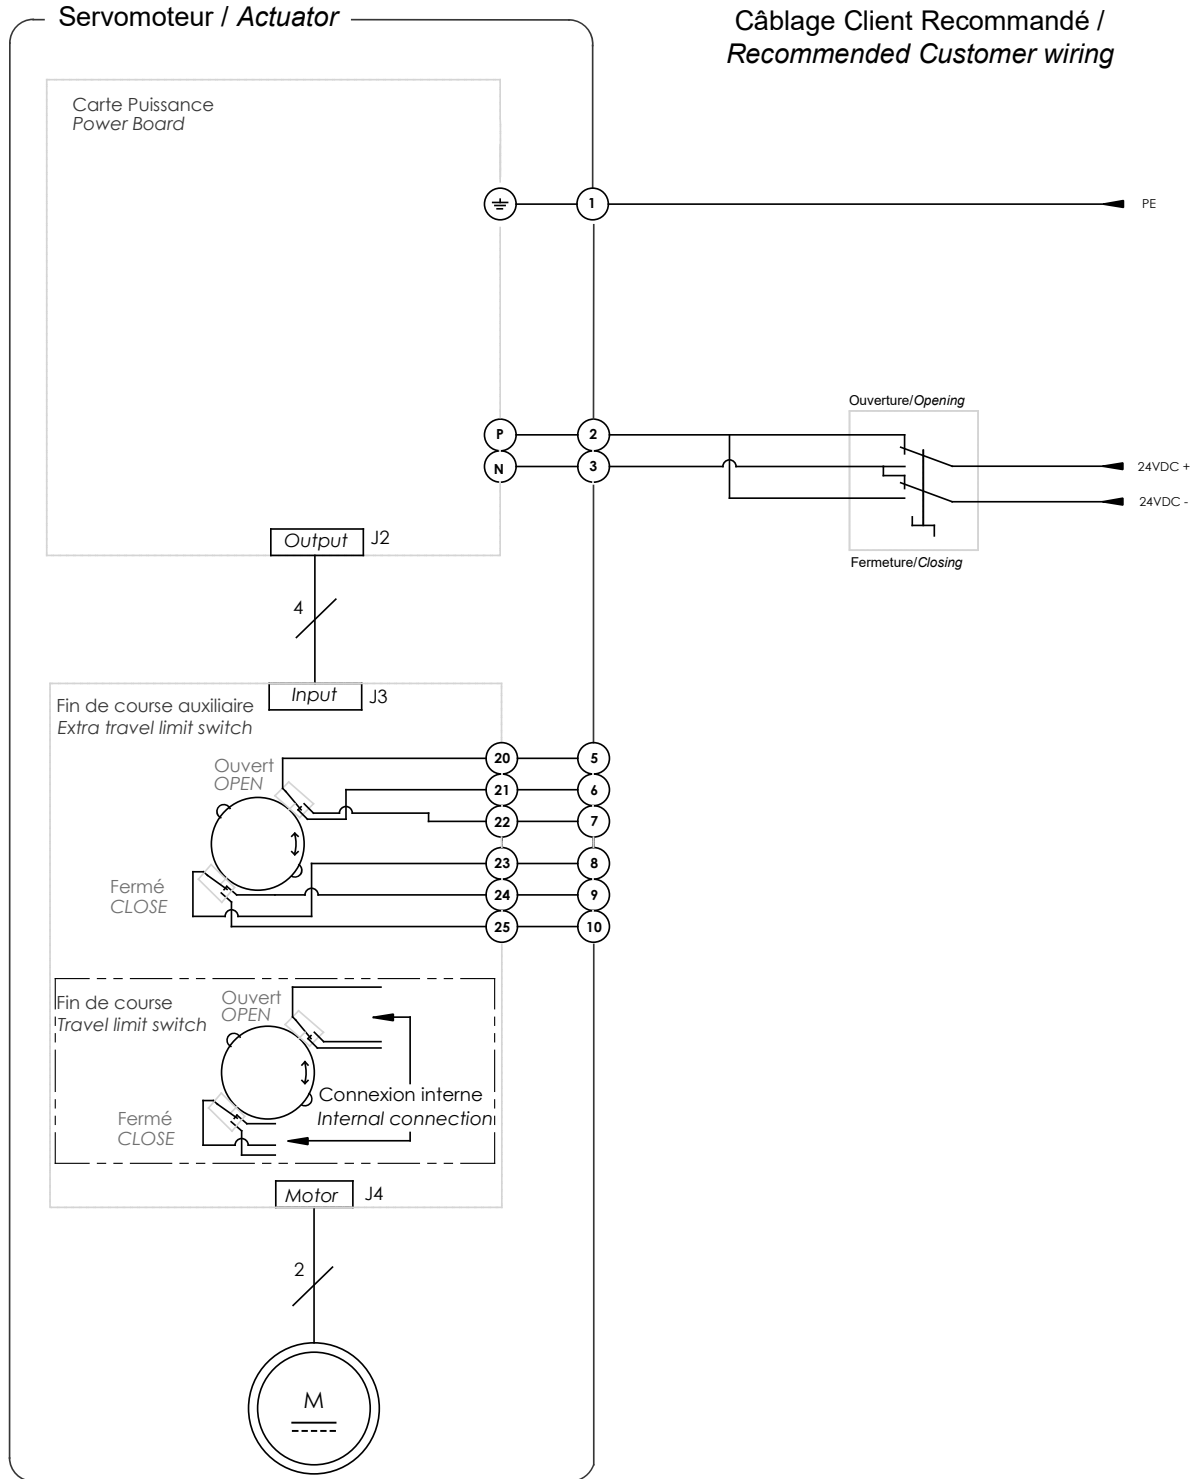 Servomoteur / Actuator
Câblage Client Recommandé /
Recommended Customer wiring
Carte Puissance
Power Board
1
PE
Ouverture/Opening
P
2
N
3
24VDC +
24VDC -
Fermeture/Closing
Output
J2
4
Input
J3
Fin de course auxiliaire
Extra travel limit switch
Ouvert
OPEN
20
5
21
6
22
7
23
8
24
9
25
10
Fermé
CLOSE
Fin de course
Travel limit switch
Ouvert
OPEN
Connexion interne
Internal connection
Fermé
CLOSE
Motor
J4
2
M